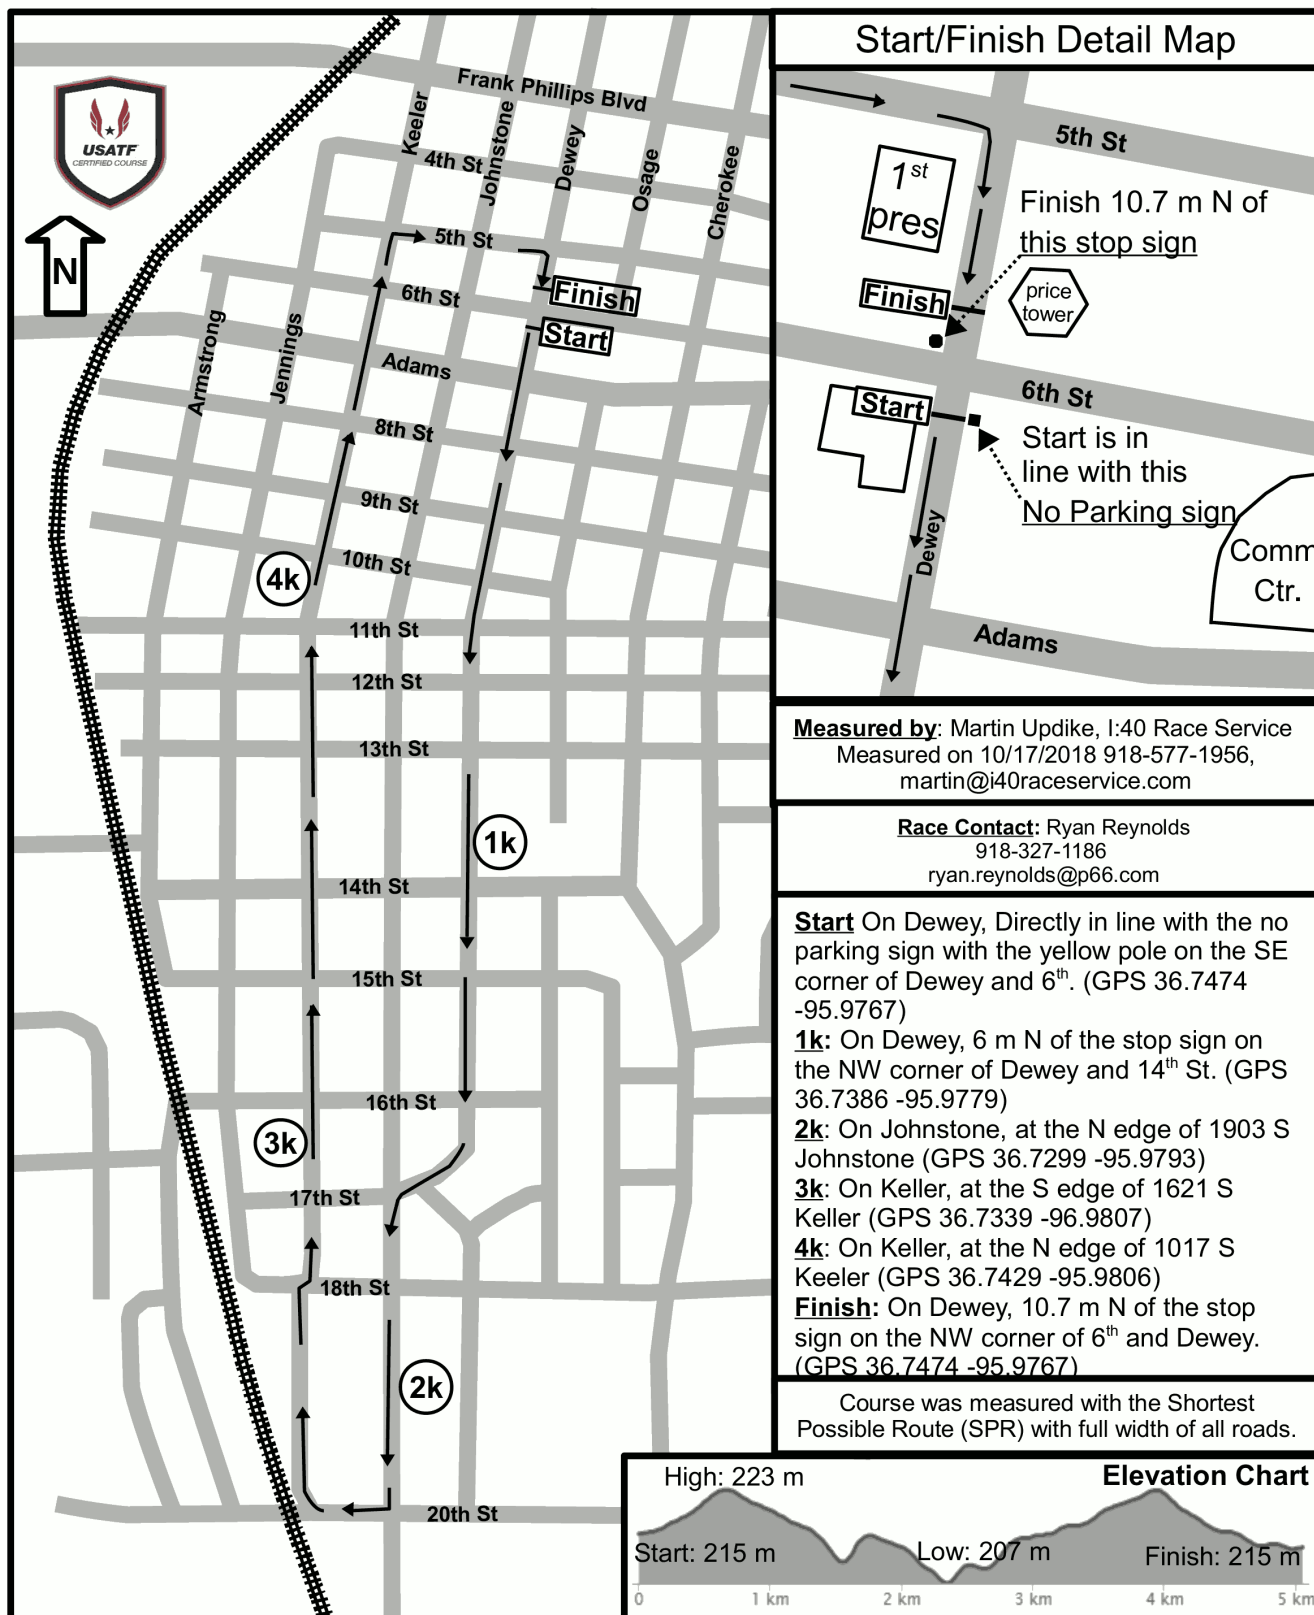 Frank Phillips Blvd
Keeler
Johnstone
Dewey
Osage
Cherokee
4th St
5th St
6th St
Finish
Start
Armstrong
Jennings
Adams
8th St
9th St
10th St
4k
11th St
12th St
13th St
1k
14th St
15th St
16th St
3k
17th St
18th St
2k
20th St
USATF
CERTIFIED COURSE
N
Start/Finish Detail Map
5th St
1st
pres
Finish 10.7 m N of
this stop sign
Finish
price
tower
6th St
Start
Start is in
line with this
No Parking sign
Dewey
Comm
Ctr.
Adams
Measured by: Martin Updike, I:40 Race Service
Measured on 10/17/2018 918-577-1956,
martin@i40raceservice.com
Race Contact: Ryan Reynolds
918-327-1186
ryan.reynolds@p66.com
Start On Dewey, Directly in line with the no
parking sign with the yellow pole on the SE
corner of Dewey and 6th. (GPS 36.7474
-95.9767)
1k: On Dewey, 6 m N of the stop sign on
the NW corner of Dewey and 14th St. (GPS
36.7386 -95.9779)
2k: On Johnstone, at the N edge of 1903 S
Johnstone (GPS 36.7299 -95.9793)
3k: On Keller, at the S edge of 1621 S
Keller (GPS 36.7339 -96.9807)
4k: On Keller, at the N edge of 1017 S
Keeler (GPS 36.7429 -95.9806)
Finish: On Dewey, 10.7 m N of the stop
sign on the NW corner of 6th and Dewey.
(GPS 36.7474 -95.9767)
Course was measured with the Shortest
Possible Route (SPR) with full width of all roads.
Elevation Chart
High: 223 m
Start: 215 m
Low: 207 m
Finish: 215 m
0 1 km 2 km 3 km 4 km 5 km